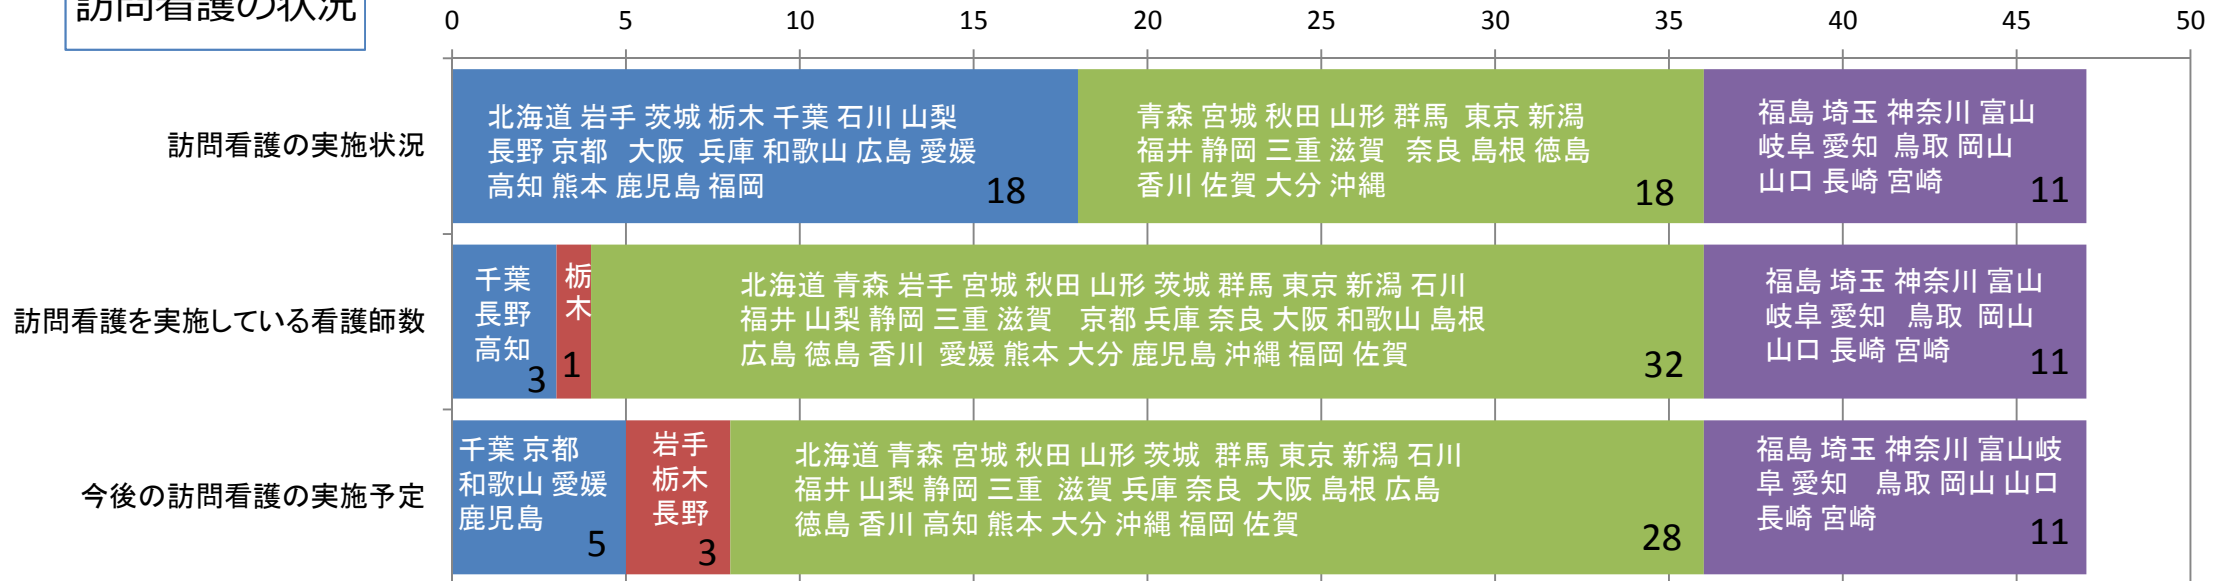 訪問看護の状況
0 5 10 15 20 25 30 35 40 45 50
訪問看護の実施状況
北海道 岩手 茨城 栃木 千葉 石川 山梨
長野 京都 大阪 兵庫 和歌山 広島 愛媛
高知 熊本 鹿児島 福岡
18
青森 宮城 秋田 山形 群馬 東京 新潟
福井 静岡 三重 滋賀 奈良 島根 徳島
香川 佐賀 大分 沖縄
18
福島 埼玉 神奈川 富山
岐阜 愛知 鳥取 岡山
山口 長崎 宮崎
11
訪問看護を実施している看護師数
千葉
長野
高知
3
栃
木
1
北海道 青森 岩手 宮城 秋田 山形 茨城 群馬 東京 新潟 石川
福井 山梨 静岡 三重 滋賀 京都 兵庫 奈良 大阪 和歌山 島根
広島 徳島 香川 愛媛 熊本 大分 鹿児島 沖縄 福岡 佐賀
32
福島 埼玉 神奈川 富山
岐阜 愛知 鳥取 岡山
山口 長崎 宮崎
11
今後の訪問看護の実施予定
千葉 京都
和歌山 愛媛
鹿児島
5
岩手
栃木
長野
3
北海道 青森 宮城 秋田 山形 茨城 群馬 東京 新潟 石川
福井 山梨 静岡 三重 滋賀 兵庫 奈良 大阪 島根 広島
徳島 香川 高知 熊本 大分 沖縄 福岡 佐賀
28
福島 埼玉 神奈川 富山岐
阜 愛知 鳥取 岡山 山口
長崎 宮崎
11